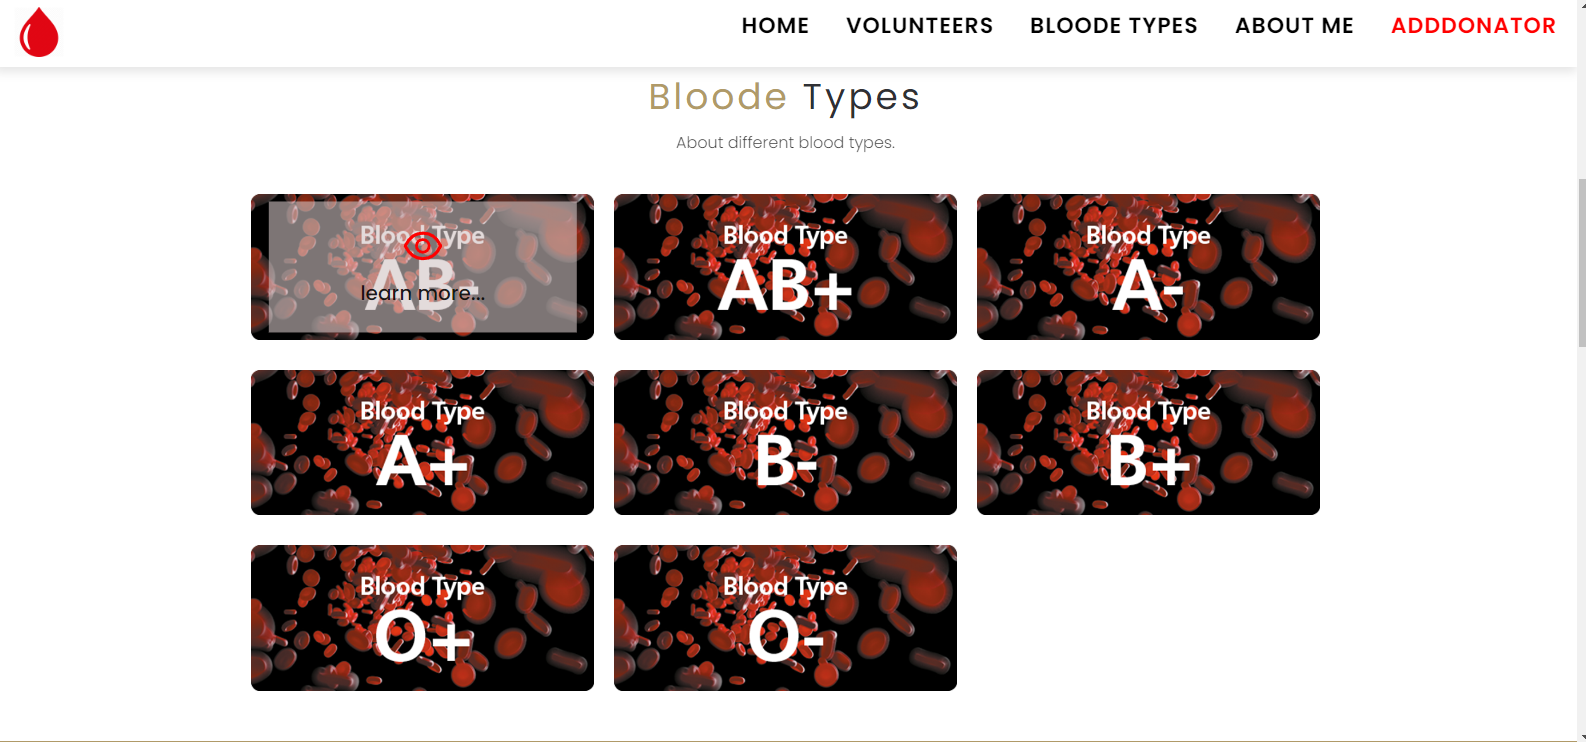 HOME VOLUNTEERS BLOODE TYPES ABOUT ME ADDDONATOR
Bloode Types
About different blood types.
Blood Type
AB-
learn more...
Blood Type
AB+
Blood Type
A-
Blood Type
A+
Blood Type
B-
Blood Type
B+
Blood Type
O+
Blood Type
O-